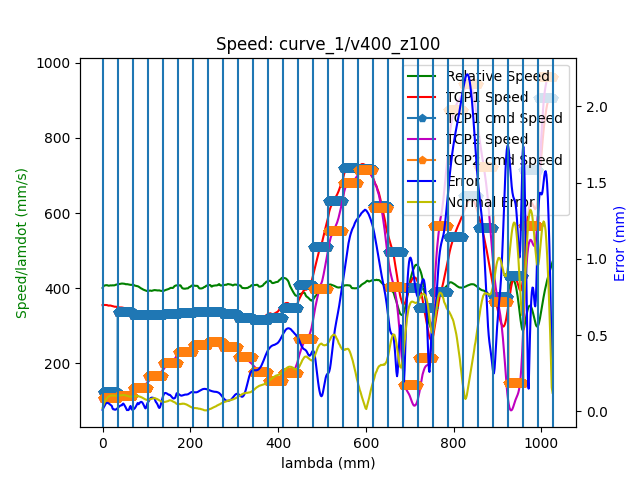 Speed: curve_1/v400_z100
Speed/lamdot (mm/s)
1000
800
600
400
200
0
200
400
600
800
1000
lambda (mm)
2.0
1.5
1.0
0.5
0.0
Error (mm)
Relative Speed
TCP1 Speed
TCP1 cmd Speed
TCP2 Speed
TCP2 cmd Speed
Error
Normal Error